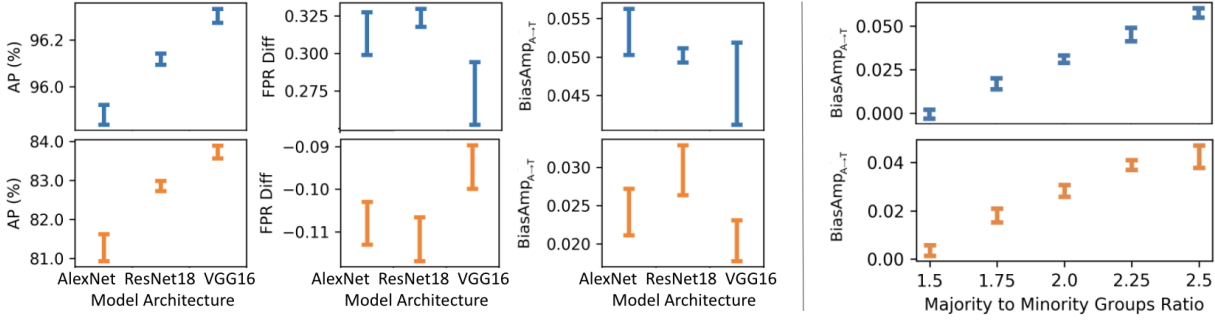 AP (%)
96.2
96.0
FPR Diff
0.325
0.300
0.275
BiasAmp_{A→T}
0.055
0.050
0.045
BiasAmp_{A→T}
0.050
0.025
0.000
AP (%)
84.0
83.0
82.0
81.0
AlexNet ResNet18 VGG16
Model Architecture
FPR Diff
−0.09
−0.10
−0.11
AlexNet ResNet18 VGG16
Model Architecture
BiasAmp_{A→T}
0.030
0.025
0.020
AlexNet ResNet18 VGG16
Model Architecture
BiasAmp_{A→T}
0.04
0.02
0.00
1.5 1.75 2.0 2.25 2.5
Majority to Minority Groups Ratio